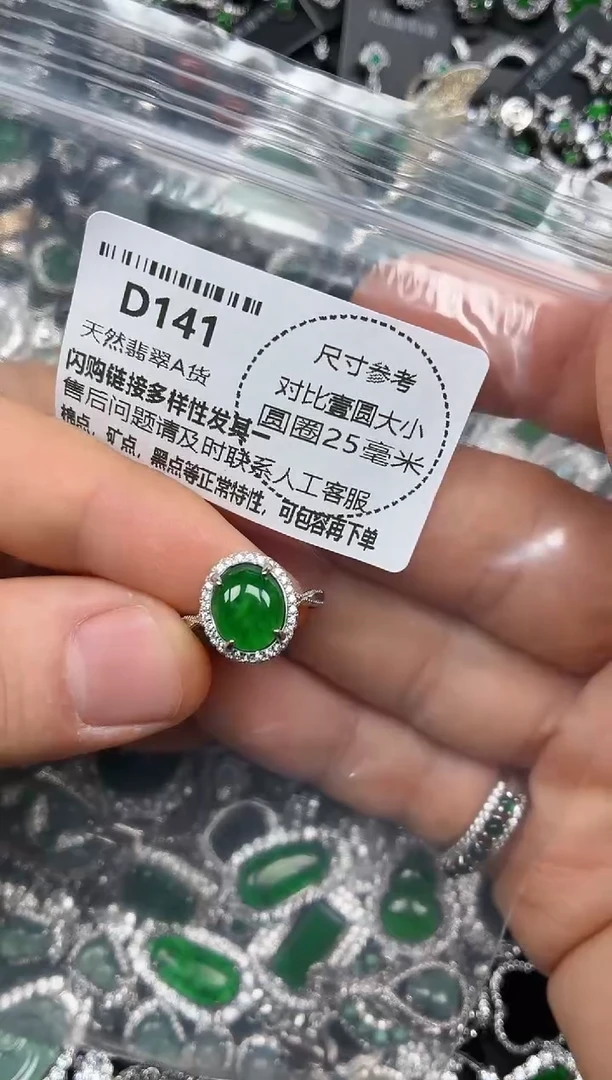 D141
天然翡翠A货
闪购链接多样性发其一
售后问题请及时联系人工客服
棉点、矿点，黑点等正常特性，可包容再下单
尺寸参考
对比壹圆大小
圆圈25毫米